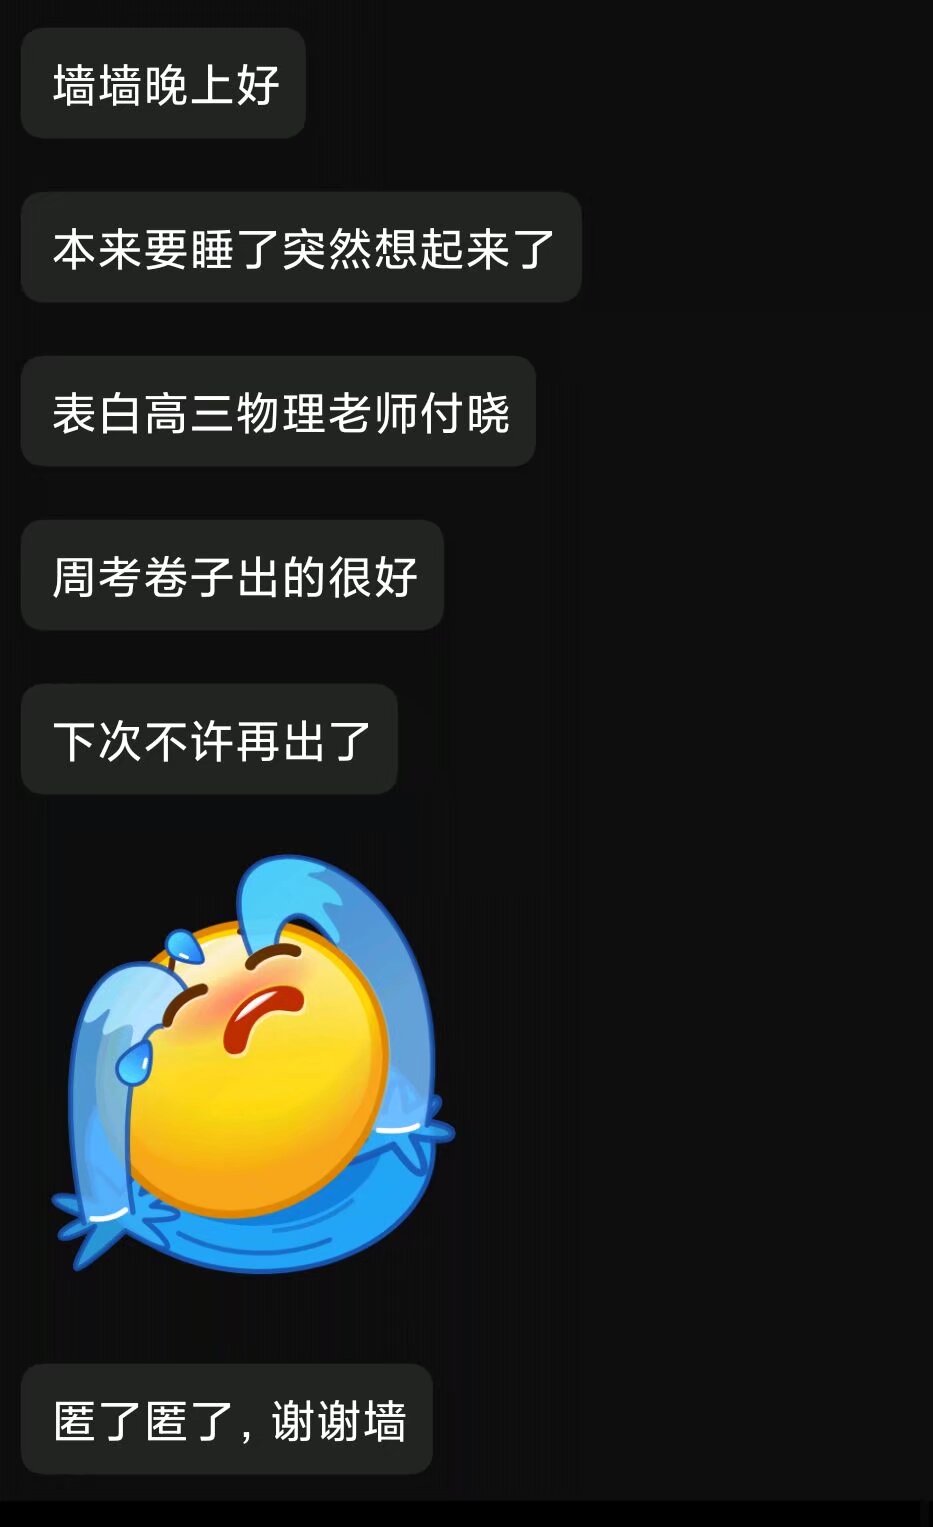 墙墙晚上好
本来要睡了突然想起来了
表白高三物理老师付晓
周考卷子出的很好
下次不许再出了
匿了匿了,谢谢墙